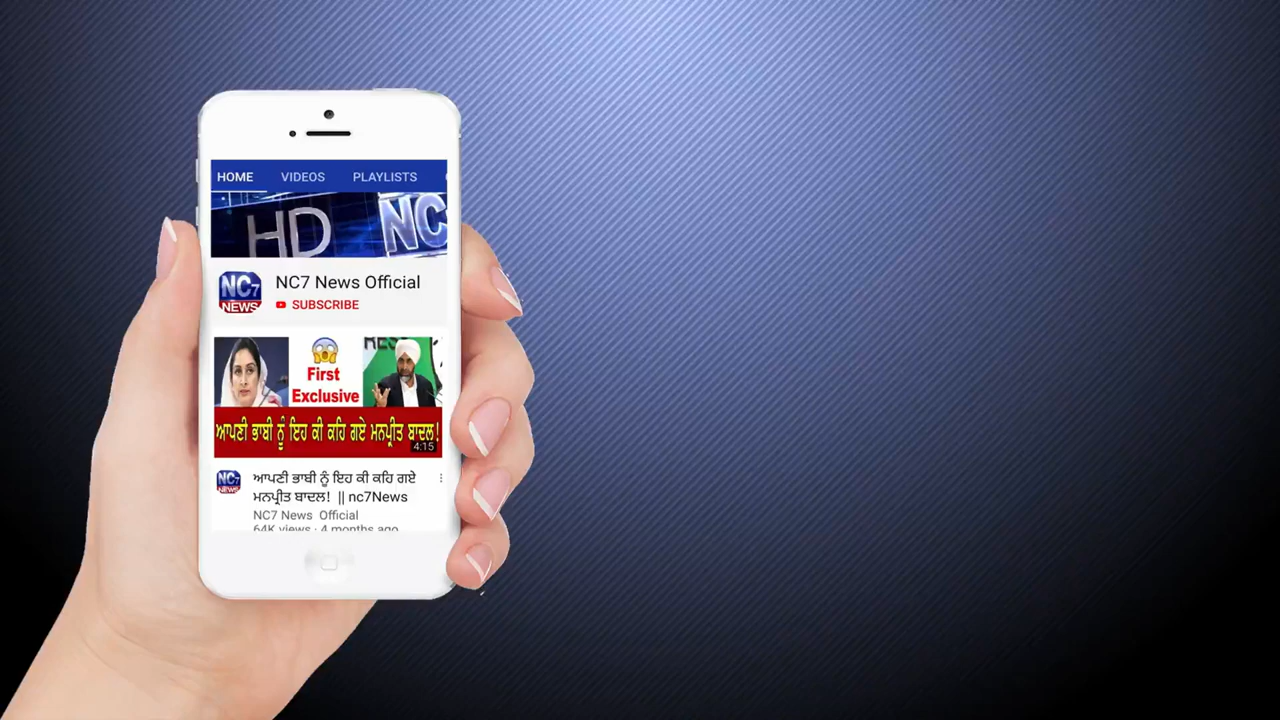 HOME VIDEOS PLAYLISTS
HD NC
NC7 News Official
NC7 NEWS
SUBSCRIBE
First
Exclusive
ਆਪਣੀ ਭਾਬੀ ਨੂੰ ਇਹ ਕੀ ਕਹਿ ਗਏ ਮਨਪ੍ਰੀਤ ਬਾਦਲ!
4:15
NC7 NEWS
ਆਪਣੀ ਭਾਬੀ ਨੂੰ ਇਹ ਕੀ ਕਹਿ ਗਏ
ਮਨਪ੍ਰੀਤ ਬਾਦਲ! || nc7News
NC7 News Official
64K views · 4 months ago